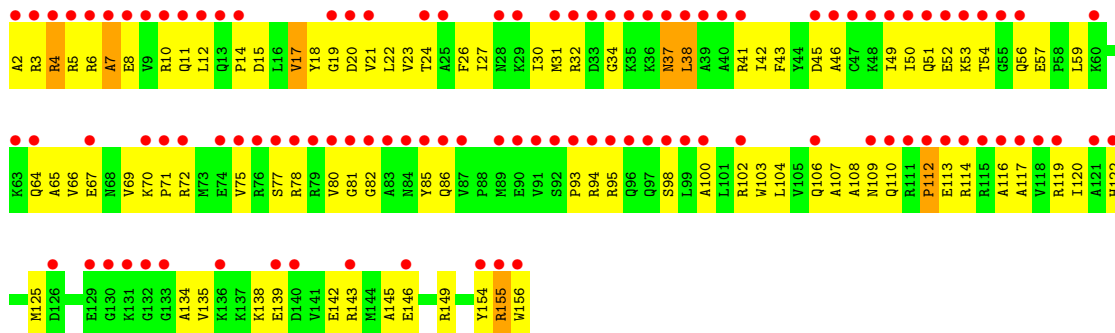 A2 R3 R4 R5 R6 A7 E8 V9 R10 Q11 L12 Q13 P14 D15 L16 V17 Y18 G19 D20 V21 L22 V23 T24 A25 F26 I27 N28 K29 I30 M31 R32 D33 G34 K35 K36 N37 L38 A39 A40 R41 I42 F43 Y44 D45 A46 C47 K48 I49 I50 Q51 E52 K53 T54 G55 Q56 E57 P58 L59 K60
K63 Q64 A65 V66 E67 N68 V69 K70 P71 R72 M73 E74 V75 R76 S77 R78 R79 V80 G81 G82 A83 N84 Y85 Q86 V87 P88 M89 E90 V91 S92 P93 R94 R95 Q96 Q97 S98 L99 A100 L101 R102 W103 L104 V105 Q106 A107 A108 N109 Q110 R111 P112 E113 R114 R115 A116 A117 V118 R119 I120 A121 H122
M125 D126 E129 G130 K131 G132 G133 A134 V135 K136 K137 K138 E139 D140 V141 E142 R143 M144 A145 E146 R149 Y154 R155 W156